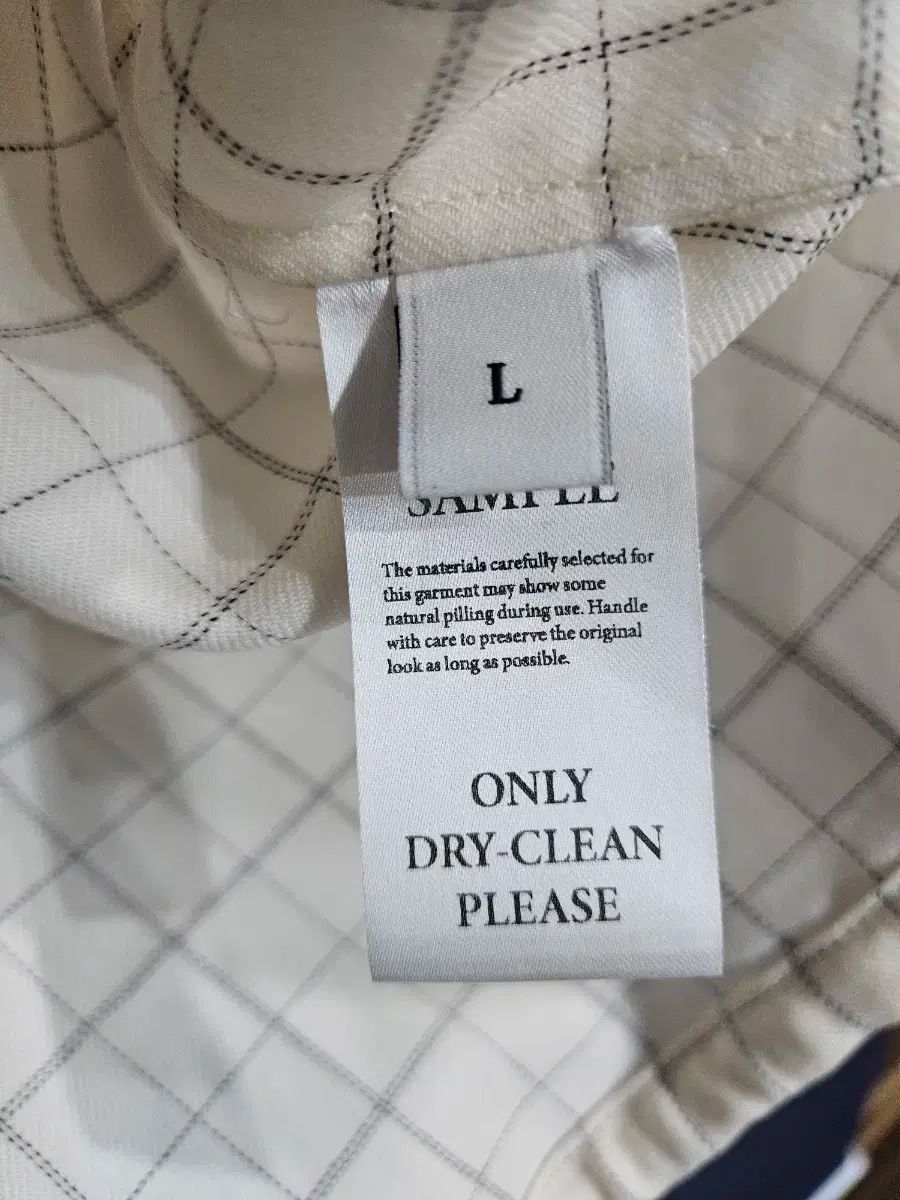 L
SAMPLE
The materials carefully selected for
this garment may show some
natural pilling during use. Handle
with care to preserve the original
look as long as possible.
ONLY
DRY-CLEAN
PLEASE